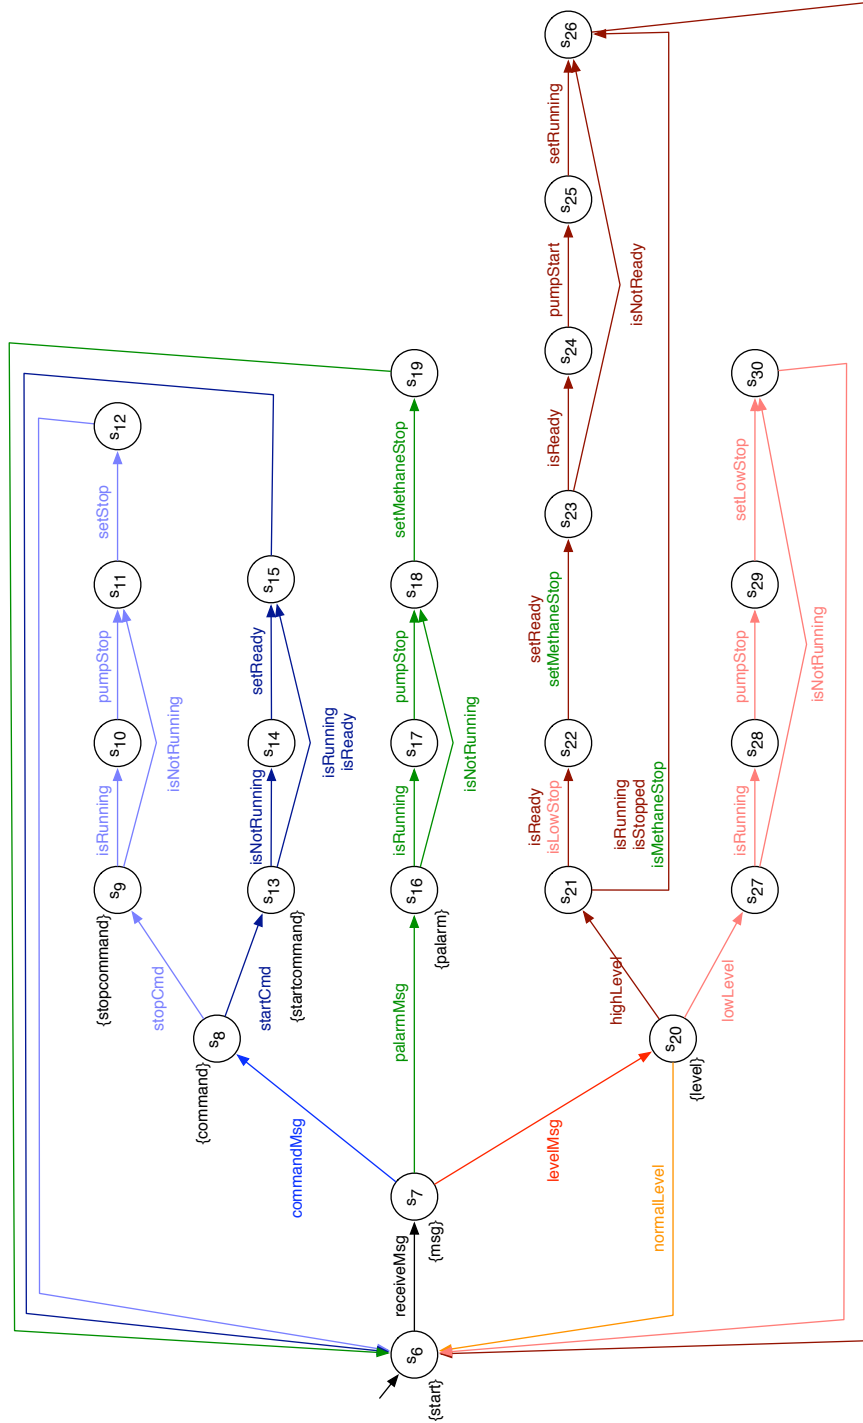 setStop
pumpStop
isRunning
s12
s11
s10
s9
{stopcommand}
isNotRunning
stopCmd
{command}
s8
startCmd
{startcommand}
s13
isNotRunning
s14
setReady
s15
isRunning
isReady
commandMsg
{start}
s6
receiveMsg
{msg}
s7
palarmMsg
{palarm}
s16
isRunning
s17
pumpStop
s18
setMethaneStop
s19
isNotRunning
levelMsg
normalLevel
{level}
s20
highLevel
s21
isReady
isLowStop
s22
setReady
setMethaneStop
s23
isReady
s24
pumpStart
s25
setRunning
s26
isNotReady
isRunning
isStopped
isMethaneStop
lowLevel
s27
isRunning
s28
pumpStop
s29
setLowStop
s30
isNotRunning